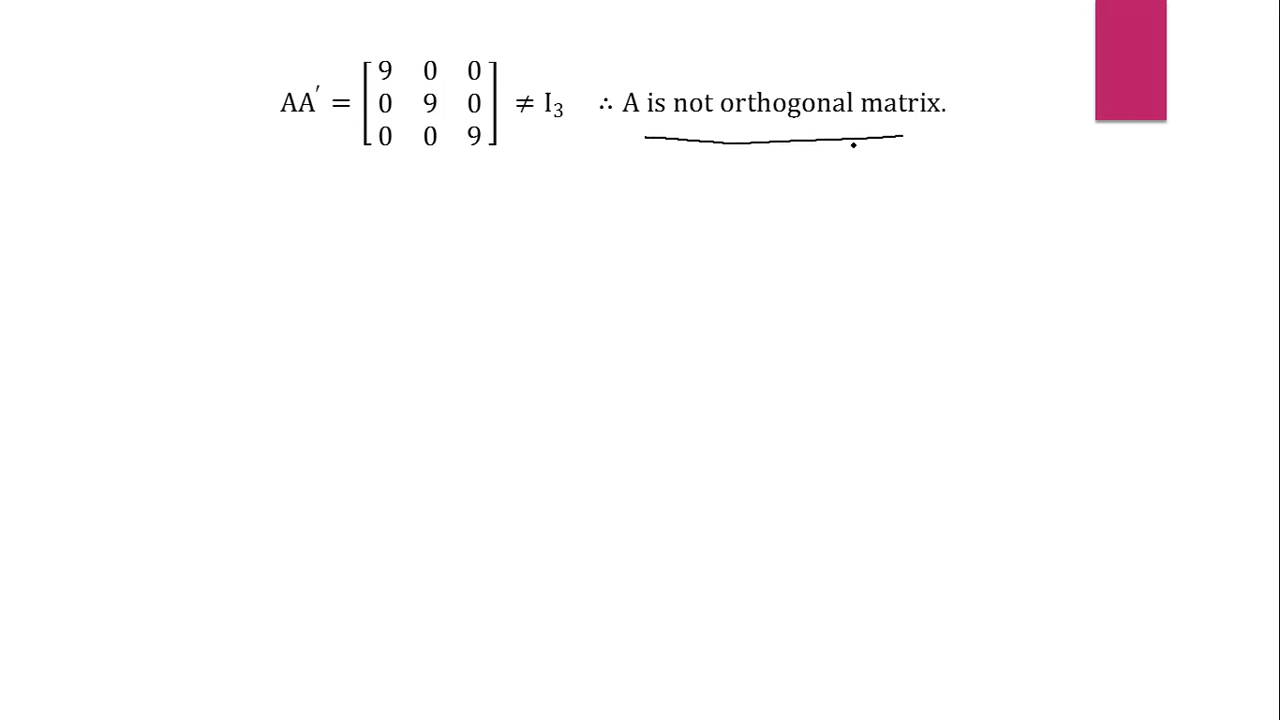 AA′ = [9 0 0
0 9 0
0 0 9] ≠ I₃ ∴ A is not orthogonal matrix.